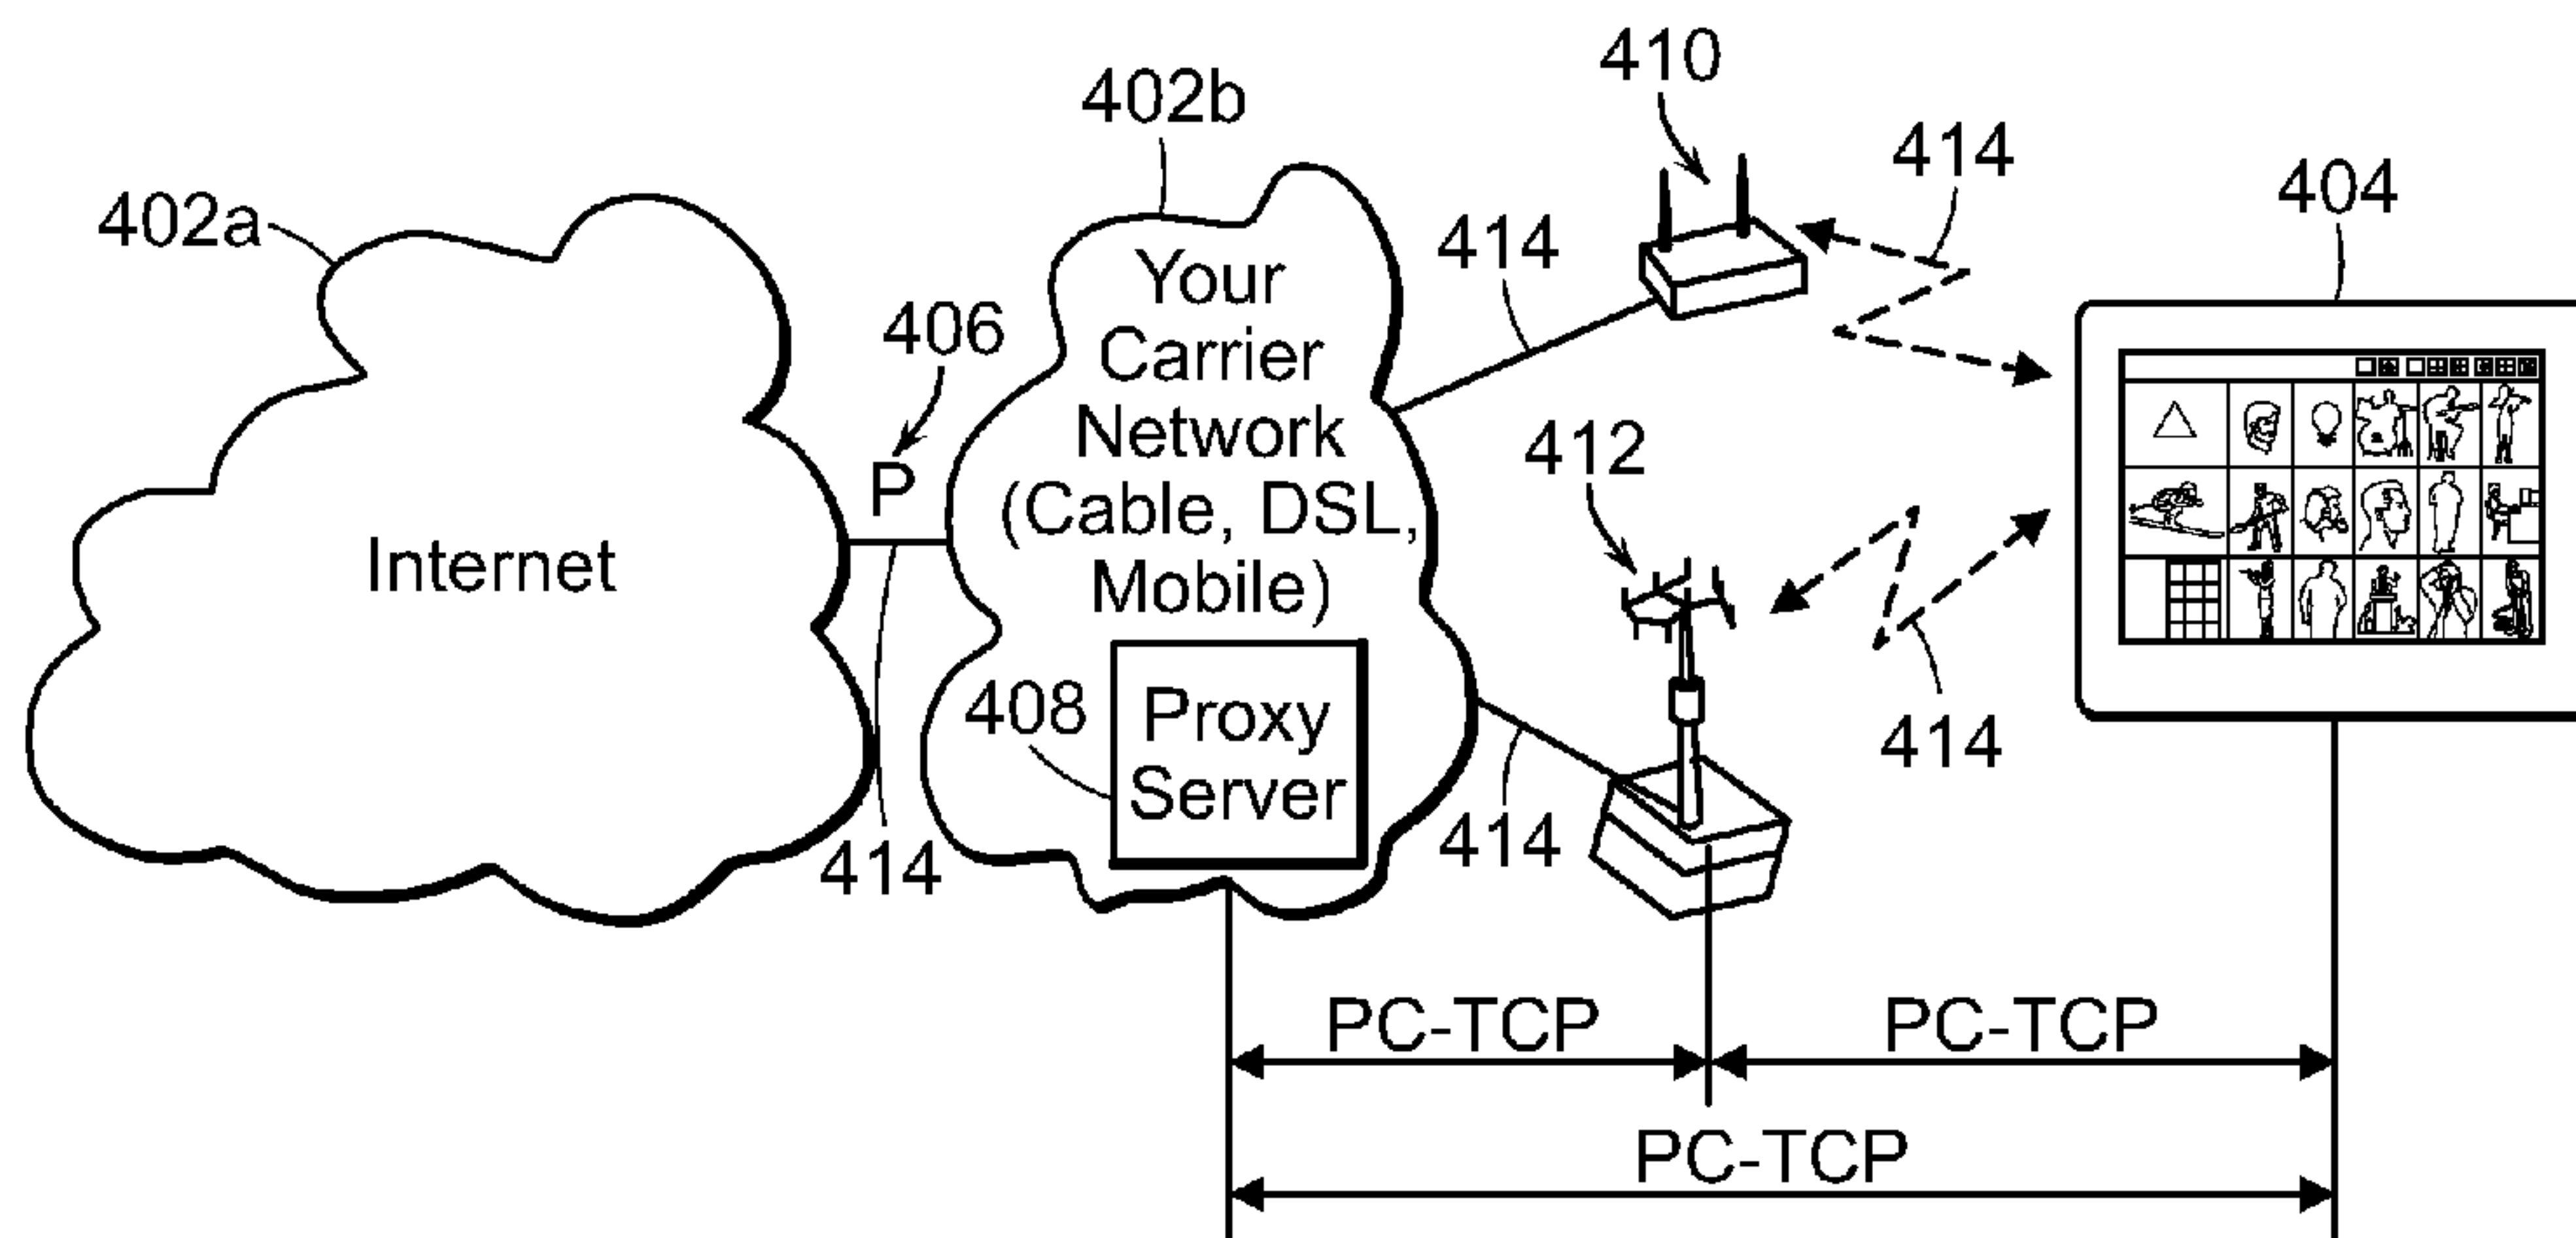 410
402b
414
404
402a
414
406
Your
Carrier
Network
(Cable, DSL,
Mobile)
P
412
Internet
408
Proxy
Server
414
414
414
PC-TCP
PC-TCP
PC-TCP